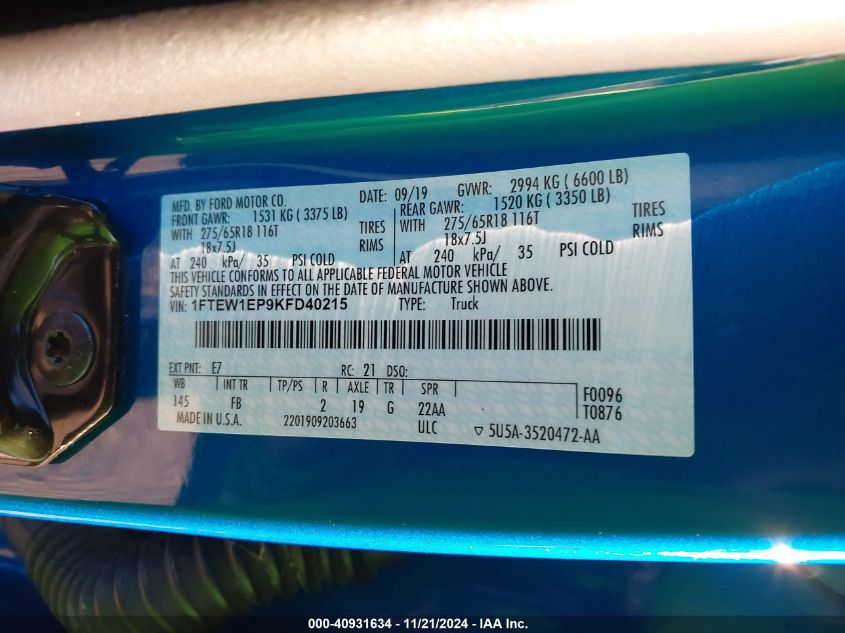 MFD. BY FORD MOTOR CO. DATE: 09/19 GVWR: 2994 KG ( 6600 LB)
FRONT GAWR: 1531 KG ( 3375 LB) REAR GAWR: 1520 KG ( 3350 LB)
WITH 275/65R18 116T TIRES WITH 275/65R18 116T TIRES
18x7.5J RIMS 18x7.5J RIMS
AT 240 kPa/ 35 PSI COLD AT 240 kPa/ 35 PSI COLD
THIS VEHICLE CONFORMS TO ALL APPLICABLE FEDERAL MOTOR VEHICLE
SAFETY STANDARDS IN EFFECT ON THE DATE OF MANUFACTURE SHOWN ABOVE.
VIN: 1FTEW1EP9KFD40215 TYPE: Truck
EXT PNT: E7 RC: 21 DSO:
WB INT TR TP/PS R AXLE TR SPR F0096
145 FB 2 19 G 22AA T0876
MADE IN U.S.A. 2201909203663 ULC ▽ 5U5A-3520472-AA
000-40931634 - 11/21/2024 - IAA Inc.